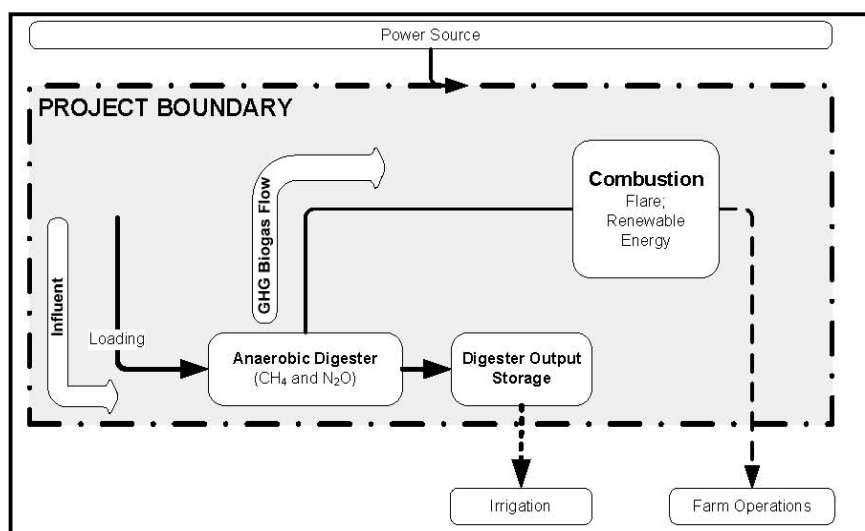 Power Source
PROJECT BOUNDARY
GHG Biogas Flow
Combustion
Flare;
Renewable
Energy
Influent
Loading
Anaerobic Digester
(CH₄ and N₂O)
Digester Output
Storage
Irrigation
Farm Operations